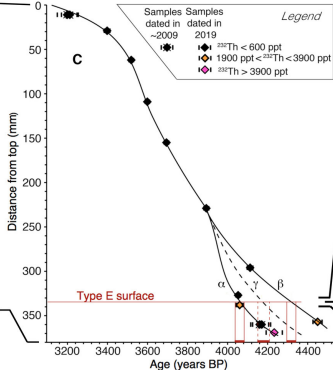 Legend
Samples dated in ~2009
Samples dated in 2019
²³²Th < 600 ppt
1900 ppt < ²³²Th < 3900 ppt
²³²Th > 3900 ppt
C
Distance from top (mm)
0
50
100
150
200
250
300
350
α
γ
β
Type E surface
3200
3400
3600
3800
4000
4200
4400
Age (years BP)